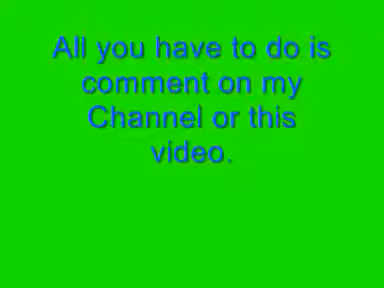 All you have to do is
comment on my
Channel or this
video.